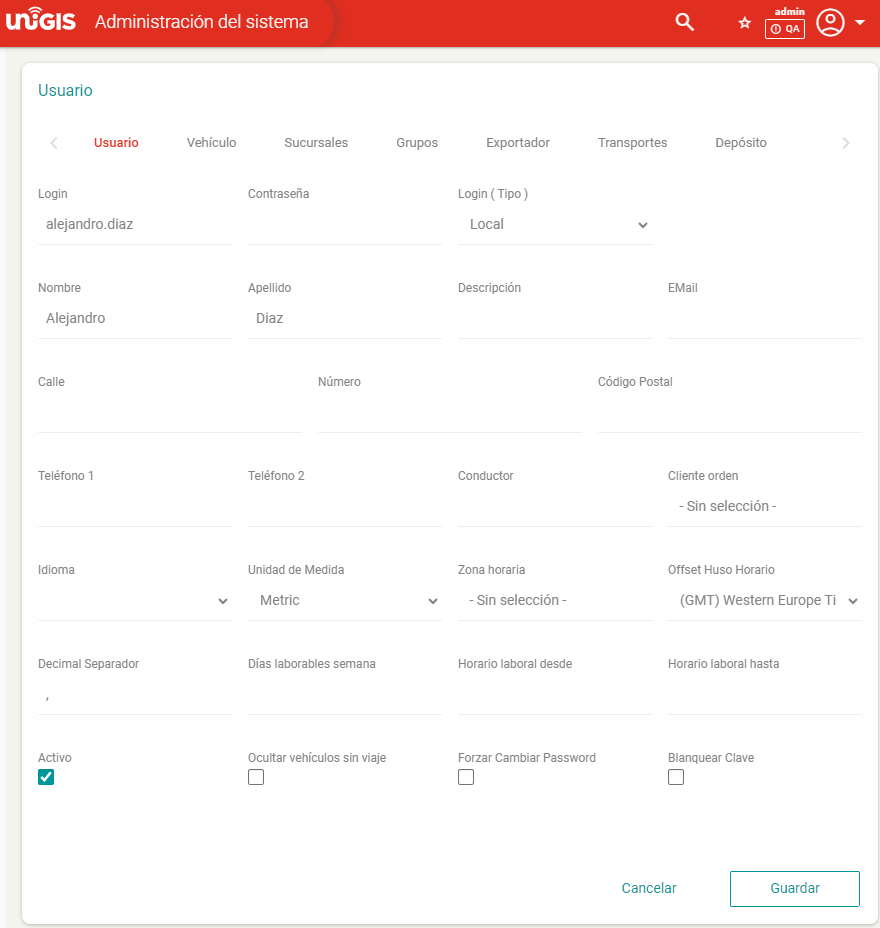 unigis Administración del sistema admin
QA
Usuario
Usuario Vehículo Sucursales Grupos Exportador Transportes Depósito
Login Contraseña Login ( Tipo )
alejandro.diaz Local
Nombre Apellido Descripción EMail
Alejandro Diaz
Calle Número Código Postal
Teléfono 1 Teléfono 2 Conductor Cliente orden
- Sin selección -
Idioma Unidad de Medida Zona horaria Offset Huso Horario
Metric - Sin selección - (GMT) Western Europe Ti
Decimal Separador Días laborables semana Horario laboral desde Horario laboral hasta
,
Activo Ocultar vehículos sin viaje Forzar Cambiar Password Blanquear Clave
Cancelar Guardar